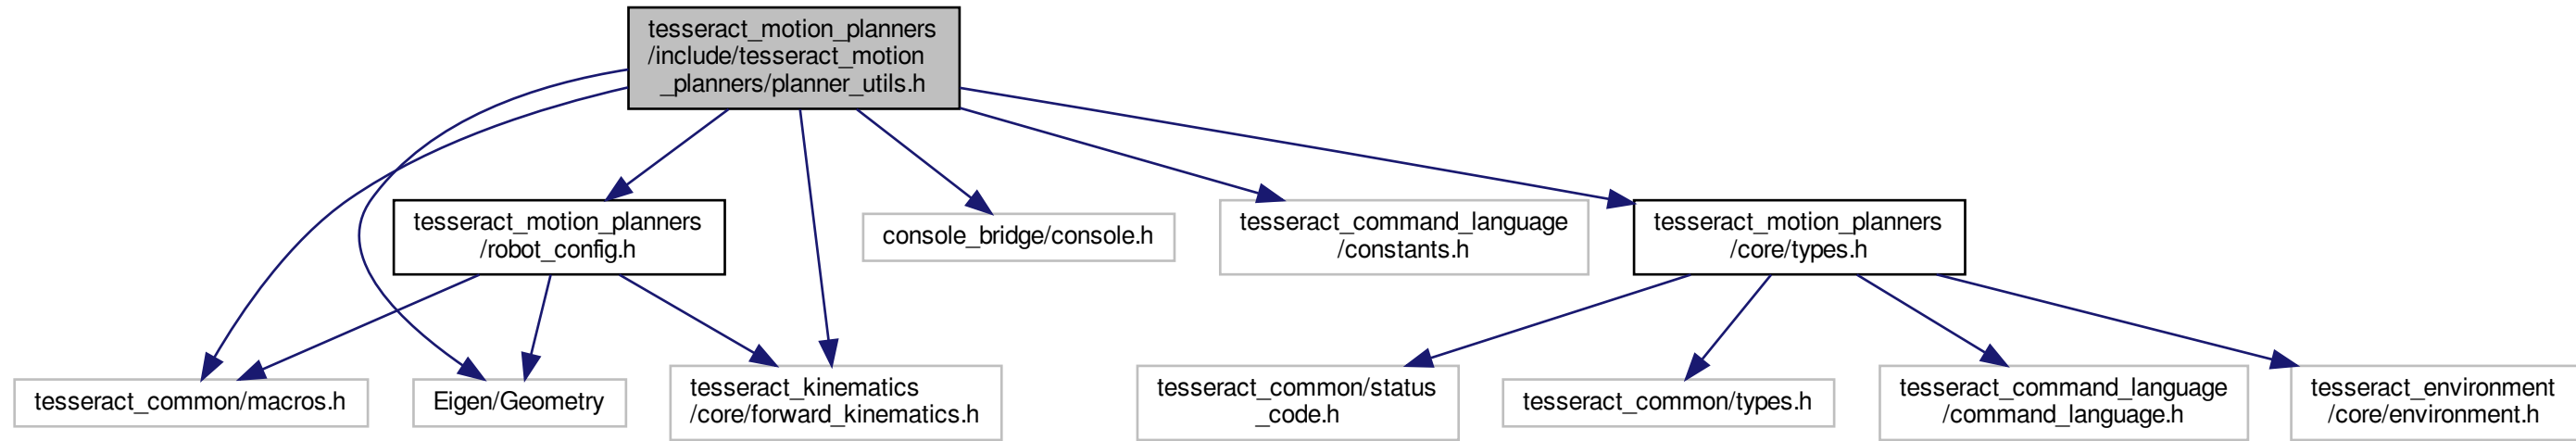 tesseract_motion_planners
/include/tesseract_motion
_planners/planner_utils.h
tesseract_motion_planners
/robot_config.h
console_bridge/console.h
tesseract_command_language
/constants.h
tesseract_motion_planners
/core/types.h
tesseract_common/macros.h
Eigen/Geometry
tesseract_kinematics
/core/forward_kinematics.h
tesseract_common/status
_code.h
tesseract_common/types.h
tesseract_command_language
/command_language.h
tesseract_environment
/core/environment.h